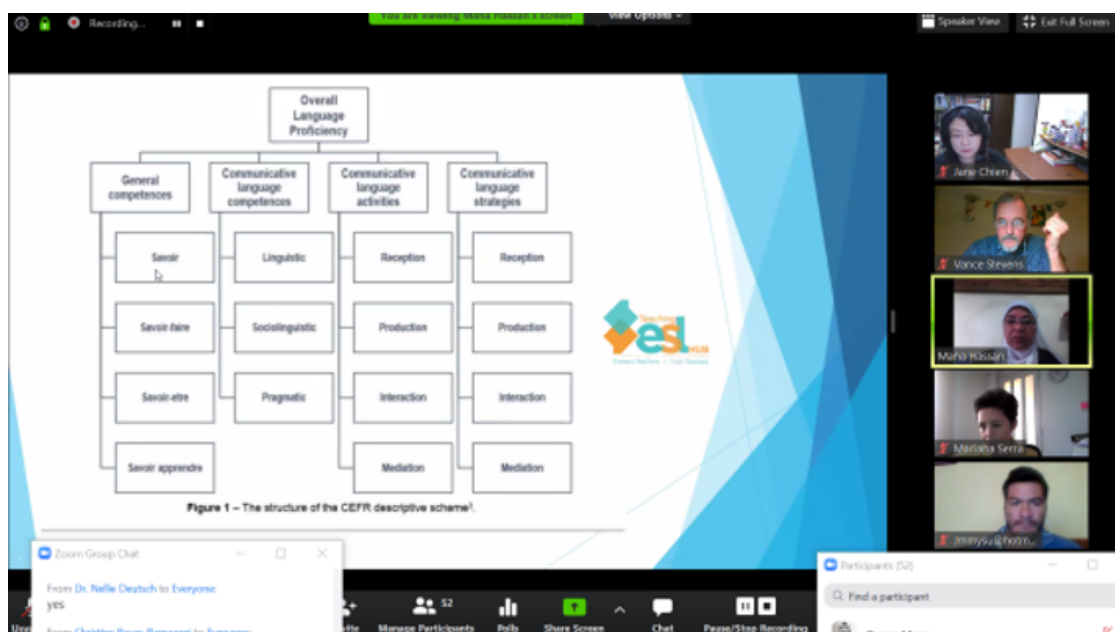 Recording...
You are viewing Maha Hassan's screen
View Options
Speaker View
Exit Full Screen
Overall
Language
Proficiency
General
competences
Communicative
language
competences
Communicative
language
activities
Communicative
language
strategies
Savoir
Linguistic
Reception
Reception
Savoir-faire
Sociolinguistic
Production
Production
Savoir-etre
Pragmatic
Interaction
Interaction
Savoir apprendre
Mediation
Mediation
Figure 1 – The structure of the CEFR descriptive scheme¹.
Teaching
esl
HUB
Jane Chien
Vance Stevens
Maha Hassan
Mariana Serra
Zoom Group Chat
From Dr. Nelle Deutsch to Everyone:
yes
52
Manage Participants
Polls
Share Screen
Chat
Pause/Stop Recording
Participants (52)
Find a participant